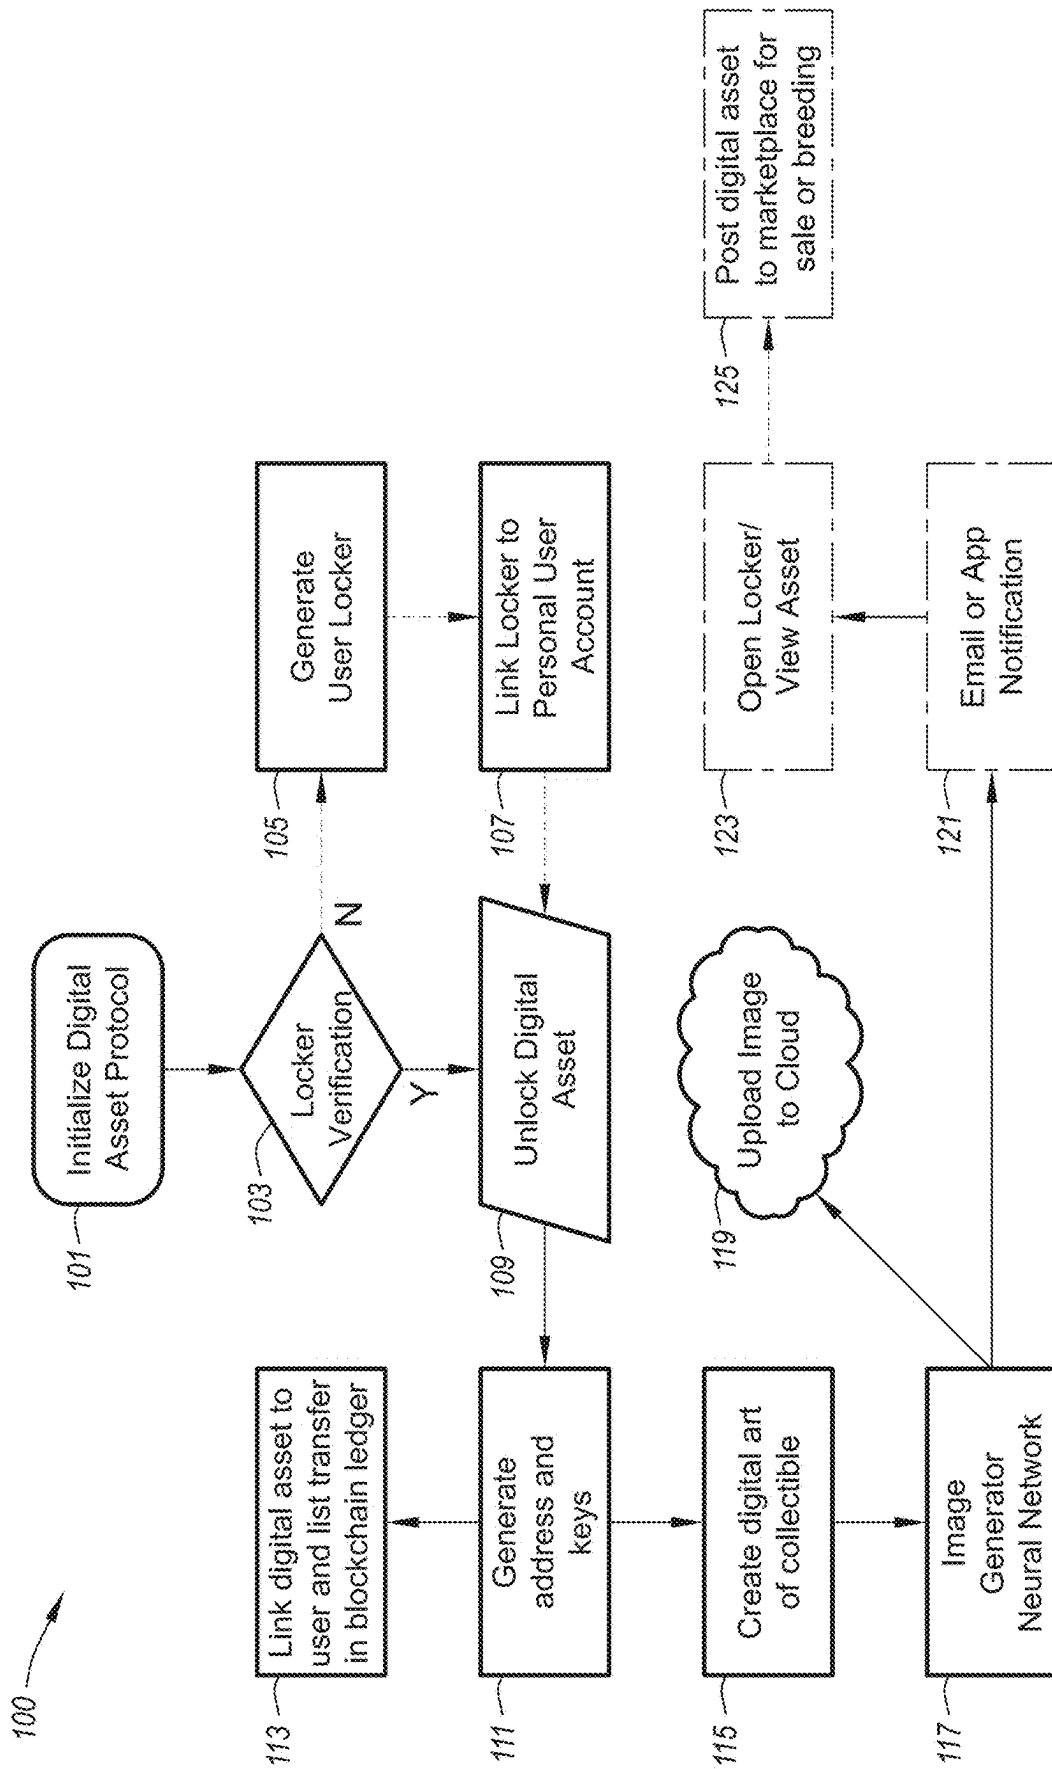 100
101
Initialize Digital
Asset Protocol
103
Locker
Verification
N
Y
105
Generate
User Locker
107
Link Locker to
Personal User
Account
109
Unlock Digital
Asset
111
Generate
address and
keys
113
Link digital asset to
user and list transfer
in blockchain ledger
115
Create digital art
of collectible
117
Image
Generator
Neural Network
119
Upload Image
to Cloud
121
Email or App
Notification
123
Open Locker/
View Asset
125
Post digital asset
to marketplace for
sale or breeding